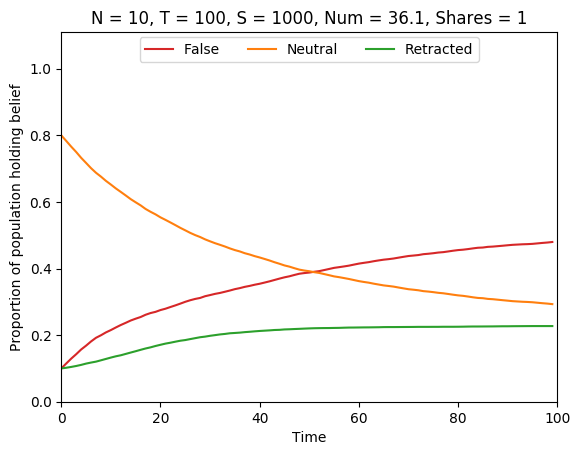 N = 10, T = 100, S = 1000, Num = 36.1, Shares = 1
False Neutral Retracted
1.0
0.8
0.6
0.4
0.2
0.0
Proportion of population holding belief
0 20 40 60 80 100
Time